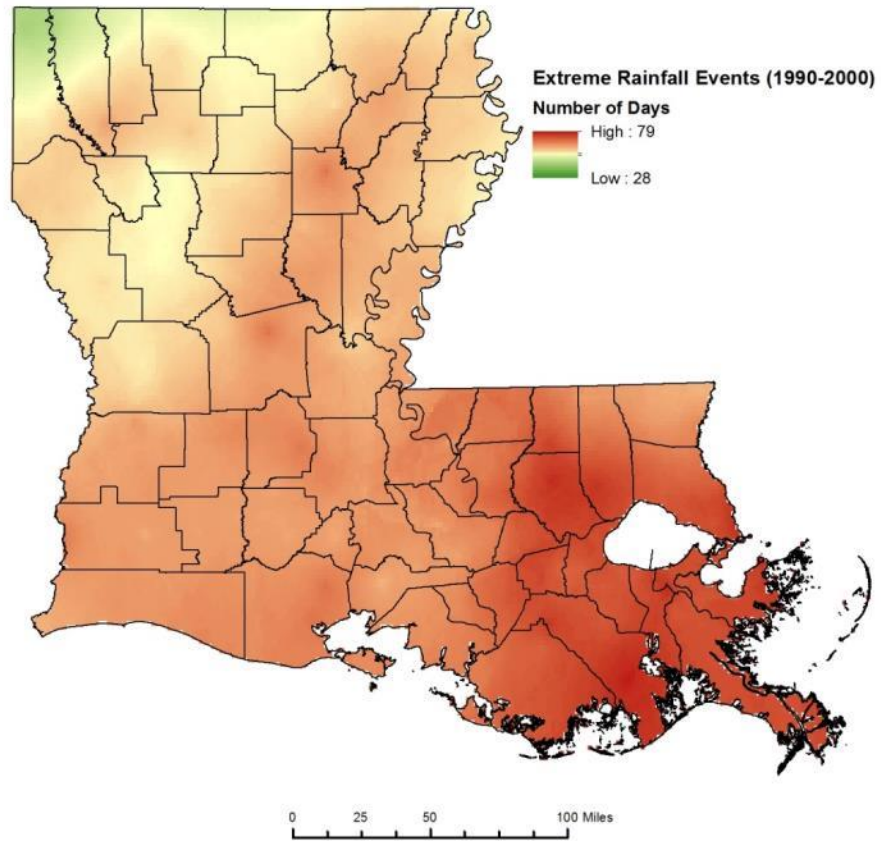 Extreme Rainfall Events (1990-2000)
Number of Days
High : 79
Low : 28
0 25 50 100 Miles